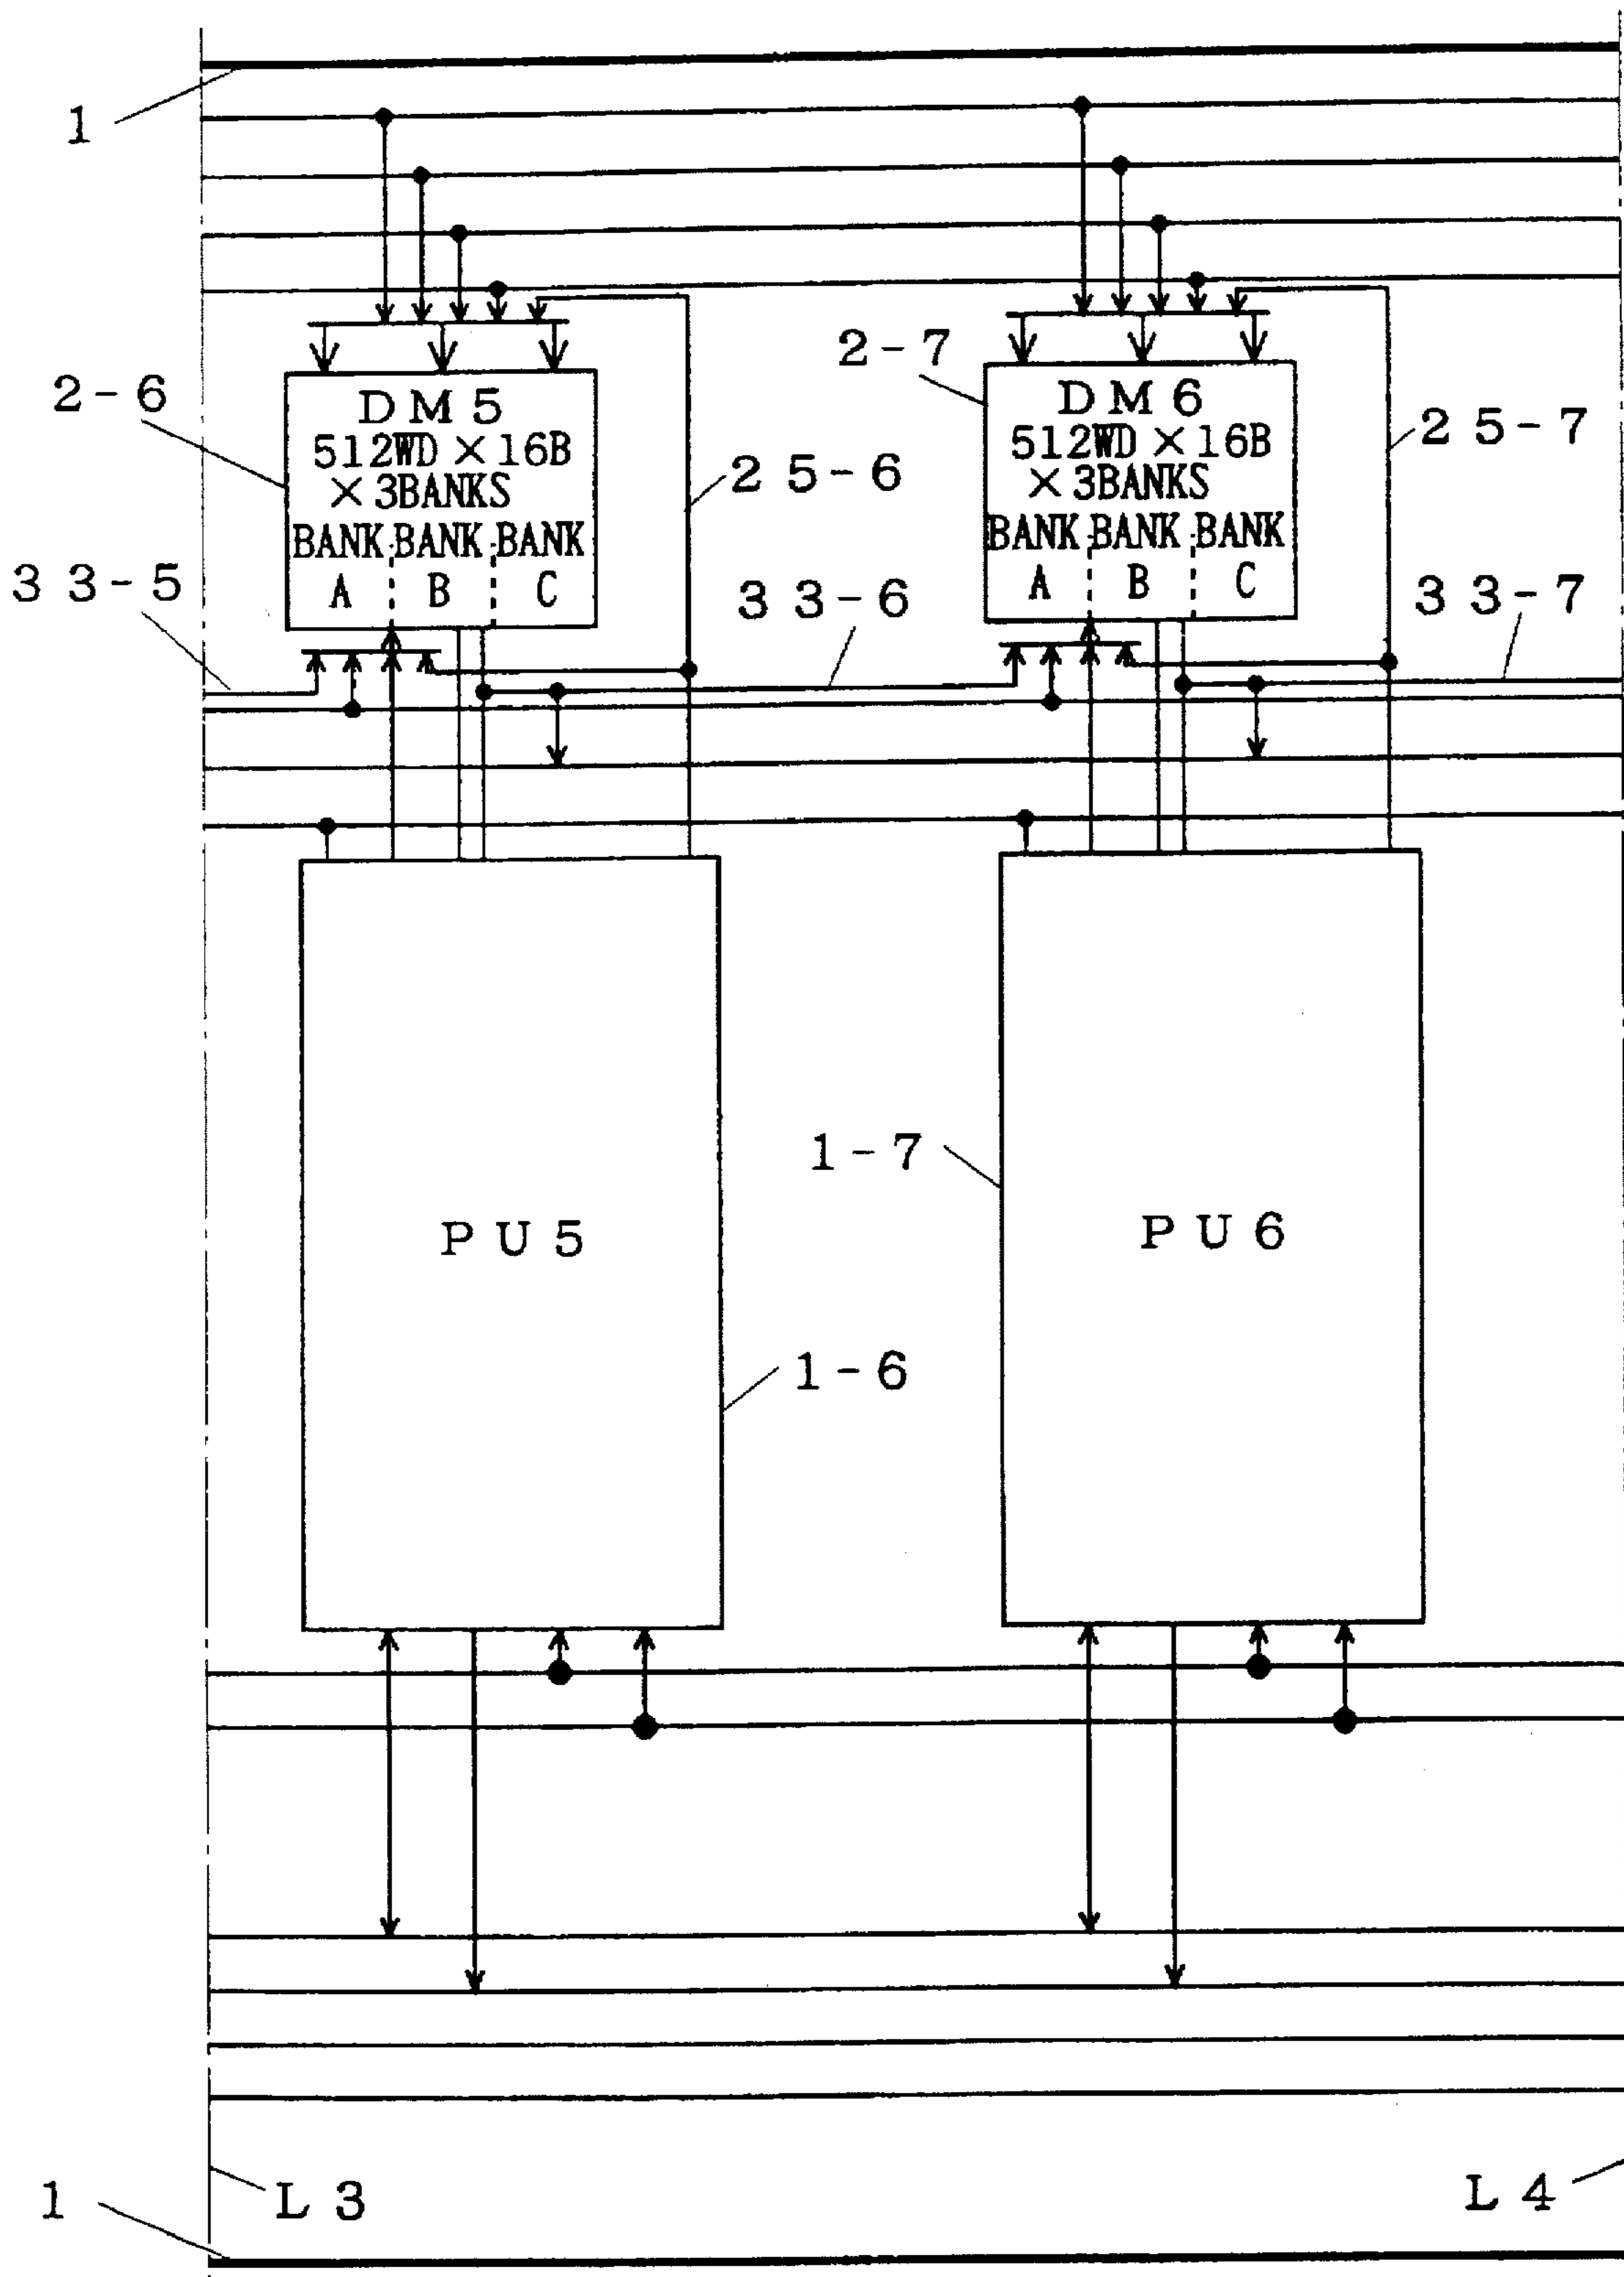 1
2-6
DM5
512WD × 16B
× 3BANKS
BANK BANK BANK
A B C
25-6
33-5
33-6
2-7
DM6
512WD × 16B
× 3BANKS
BANK BANK BANK
A B C
25-7
33-7
PU5
1-6
1-7
PU6
L3
L4
1